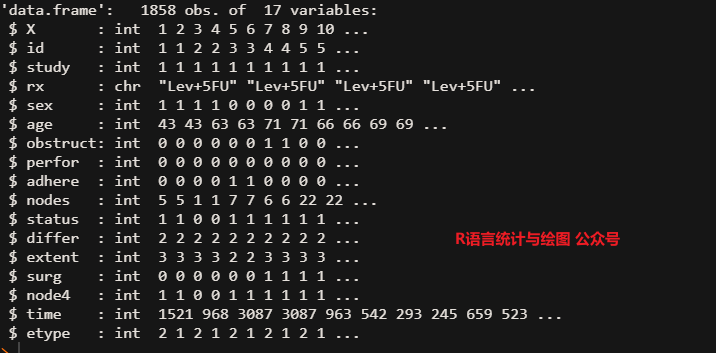 'data.frame':   1858 obs. of  17 variables:
 $ X       : int  1 2 3 4 5 6 7 8 9 10 ...
 $ id      : int  1 1 2 2 3 3 4 4 5 5 ...
 $ study   : int  1 1 1 1 1 1 1 1 1 1 ...
 $ rx      : chr  "Lev+5FU" "Lev+5FU" "Lev+5FU" "Lev+5FU" ...
 $ sex     : int  1 1 1 1 0 0 0 0 1 1 ...
 $ age     : int  43 43 63 63 71 71 66 66 69 69 ...
 $ obstruct: int  0 0 0 0 0 0 1 1 0 0 ...
 $ perfor  : int  0 0 0 0 0 0 0 0 0 0 ...
 $ adhere  : int  0 0 0 0 1 1 0 0 0 0 ...
 $ nodes   : int  5 5 1 1 7 7 6 6 22 22 ...
 $ status  : int  1 1 0 0 1 1 1 1 1 1 ...
 $ differ  : int  2 2 2 2 2 2 2 2 2 2 ...
 $ extent  : int  3 3 3 3 2 2 3 3 3 3 ...
 $ surg    : int  0 0 0 0 0 0 1 1 1 1 ...
 $ node4   : int  1 1 0 0 1 1 1 1 1 1 ...
 $ time    : int  1521 968 3087 3087 963 542 293 245 659 523 ...
 $ etype   : int  2 1 2 1 2 1 2 1 2 1 ...
R语言统计与绘图 公众号